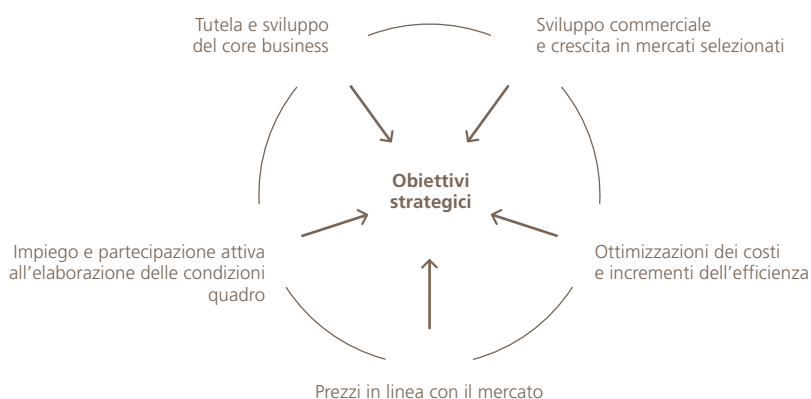 Tutela e sviluppo
del core business
Sviluppo commerciale
e crescita in mercati selezionati
Obiettivi
strategici
Impiego e partecipazione attiva
all'elaborazione delle condizioni
quadro
Ottimizzazioni dei costi
e incrementi dell'efficienza
Prezzi in linea con il mercato